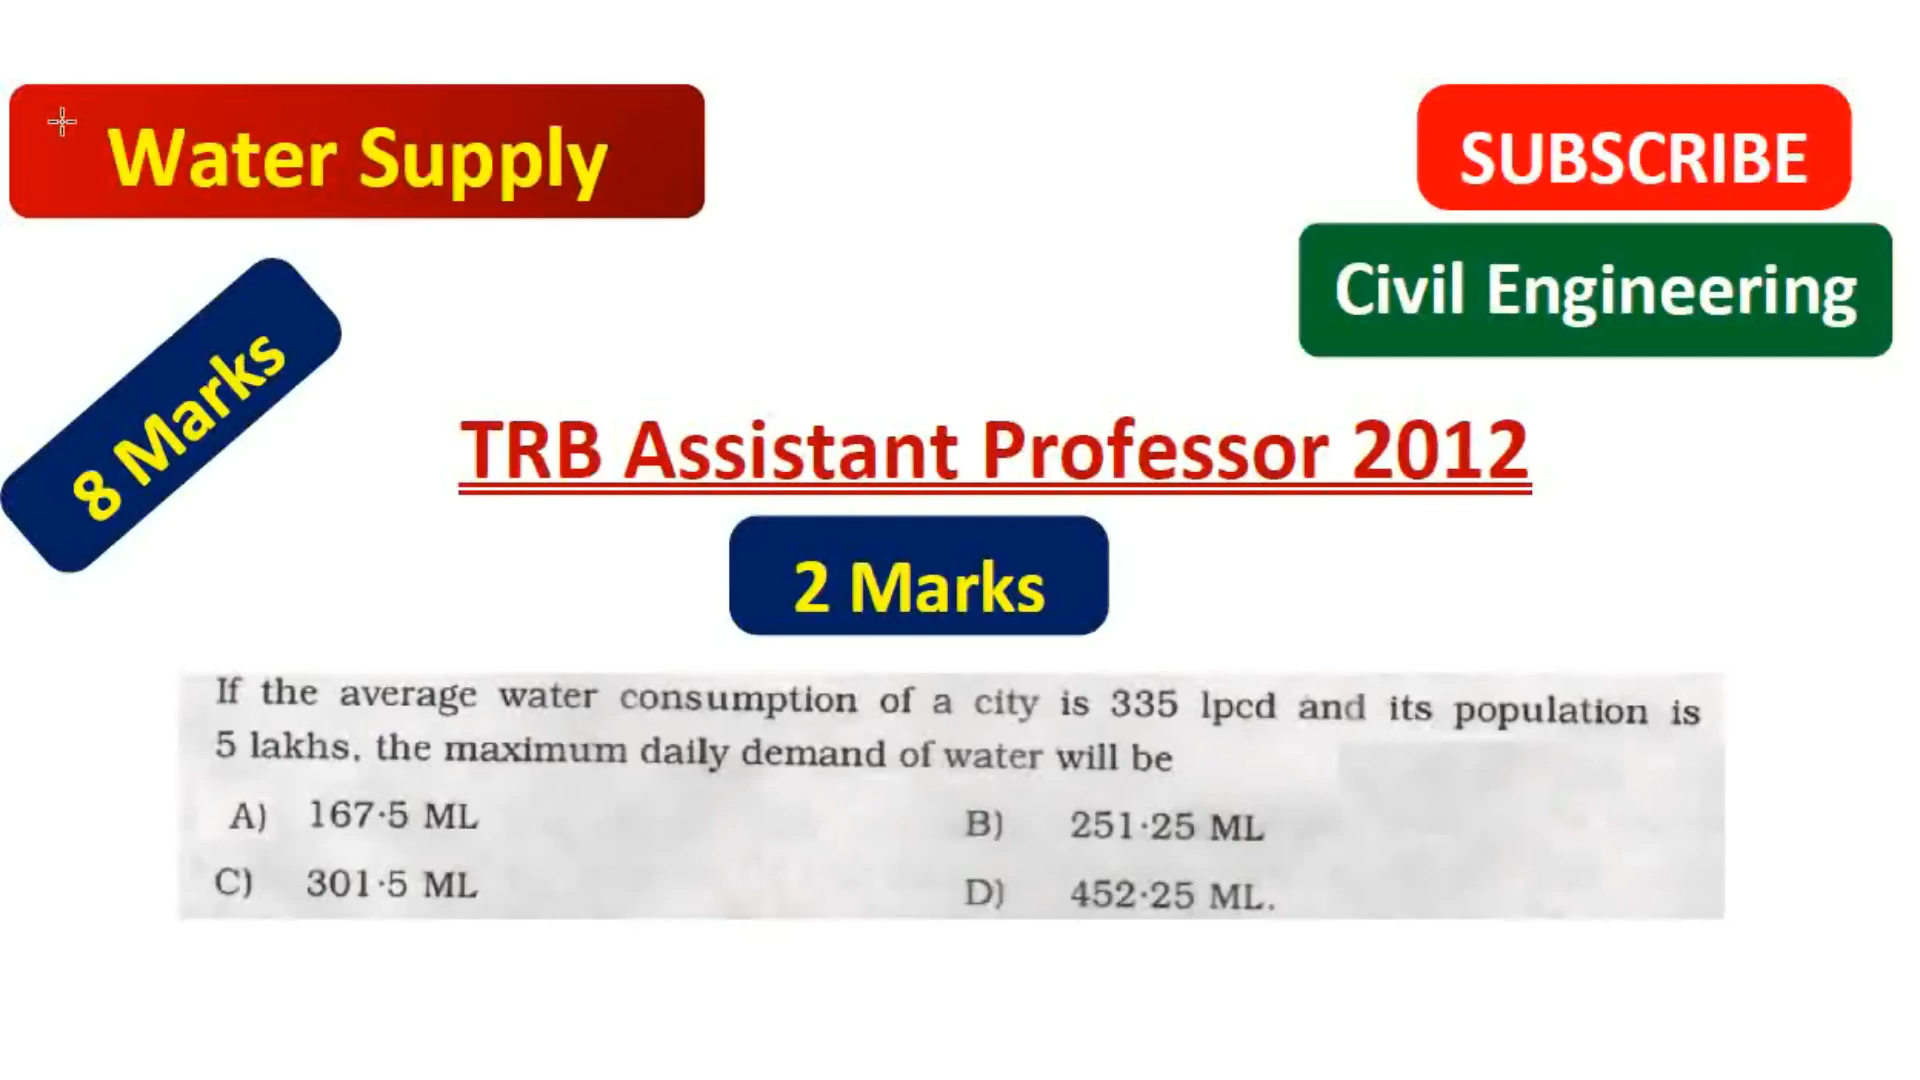 Water Supply
SUBSCRIBE
Civil Engineering
8 Marks
TRB Assistant Professor 2012
2 Marks
If the average water consumption of a city is 335 lpcd and its population is
5 lakhs, the maximum daily demand of water will be
A) 167·5 ML B) 251·25 ML
C) 301·5 ML D) 452·25 ML.